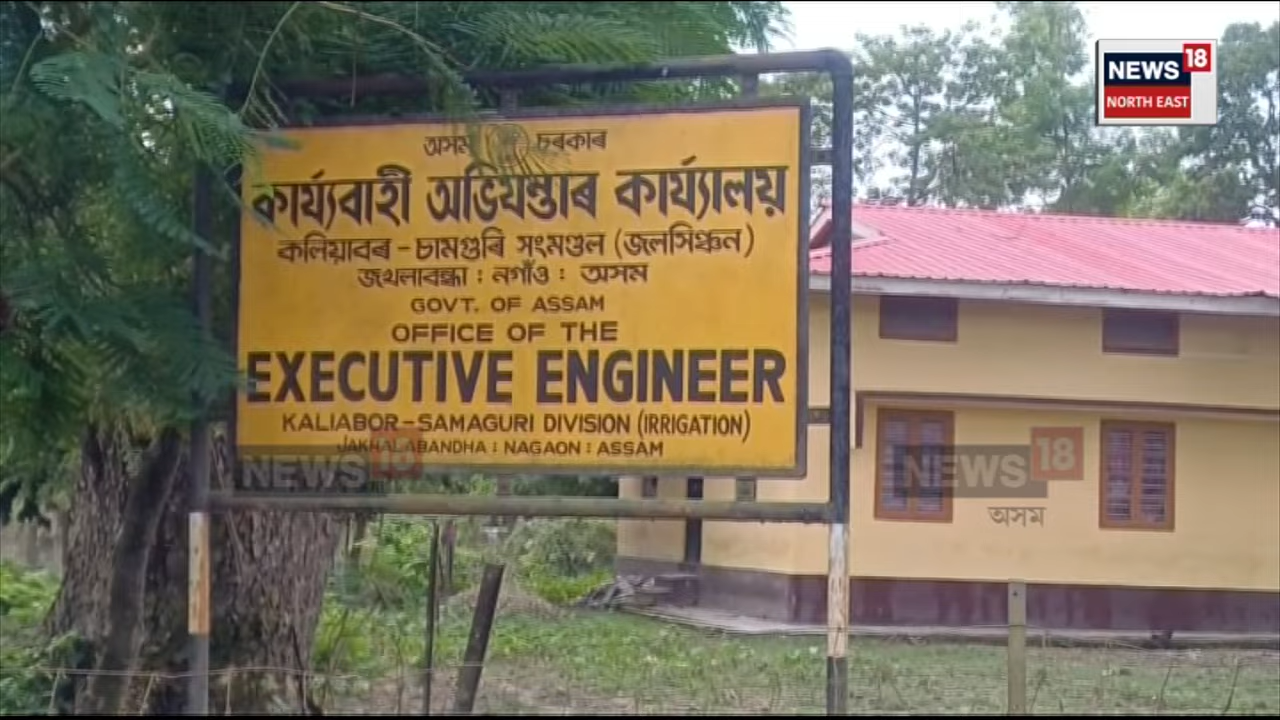 NEWS 18
NORTH EAST
অসম চৰকাৰ
কাৰ্য্যবাহী অভিযন্তাৰ কাৰ্য্যালয়
কলিয়াবৰ - চামগুৰি সংমণ্ডল (জলসিঞ্চন)
জখলাবন্ধা : নগাঁও : অসম
GOVT. OF ASSAM
OFFICE OF THE
EXECUTIVE ENGINEER
KALIABOR-SAMAGURI DIVISION (IRRIGATION)
JAKHALABANDHA : NAGAON : ASSAM
NEWS 18
NEWS 18
অসম